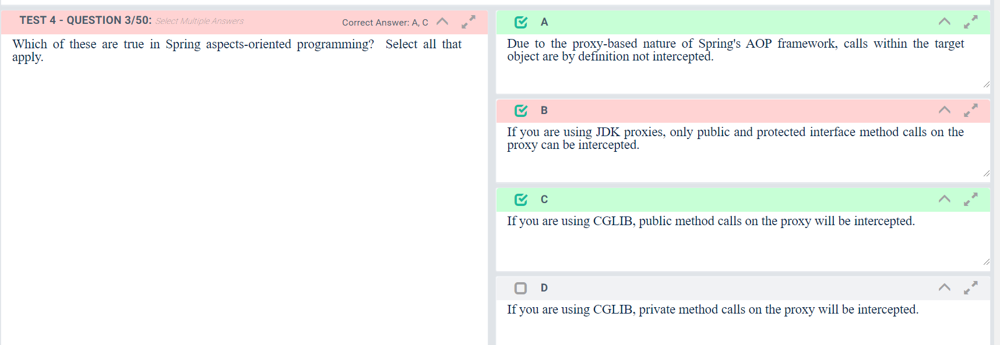 TEST 4 - QUESTION 3/50: Select Multiple Answers Correct Answer: A, C
Which of these are true in Spring aspects-oriented programming? Select all that
apply.
A
Due to the proxy-based nature of Spring's AOP framework, calls within the target
object are by definition not intercepted.
B
If you are using JDK proxies, only public and protected interface method calls on the
proxy can be intercepted.
C
If you are using CGLIB, public method calls on the proxy will be intercepted.
D
If you are using CGLIB, private method calls on the proxy will be intercepted.